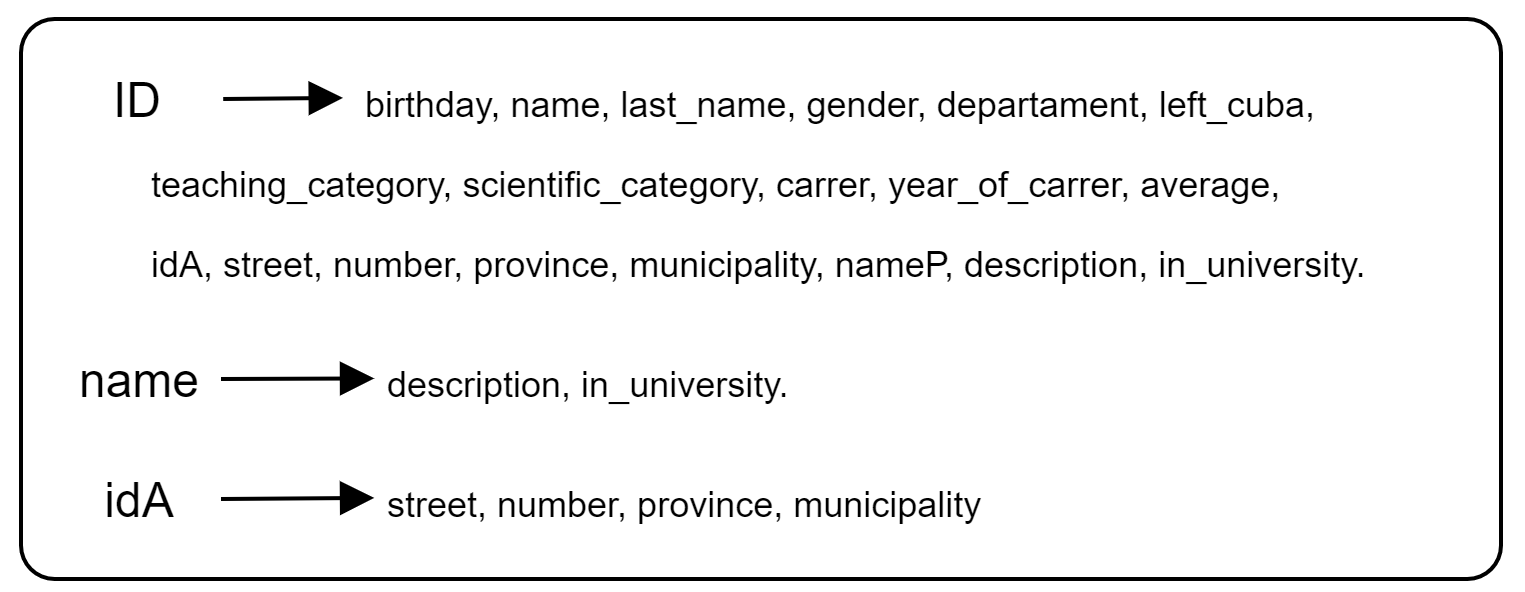 ID birthday, name, last_name, gender, departament, left_cuba,
teaching_category, scientific_category, carrer, year_of_carrer, average,
idA, street, number, province, municipality, nameP, description, in_university.
name description, in_university.
idA street, number, province, municipality